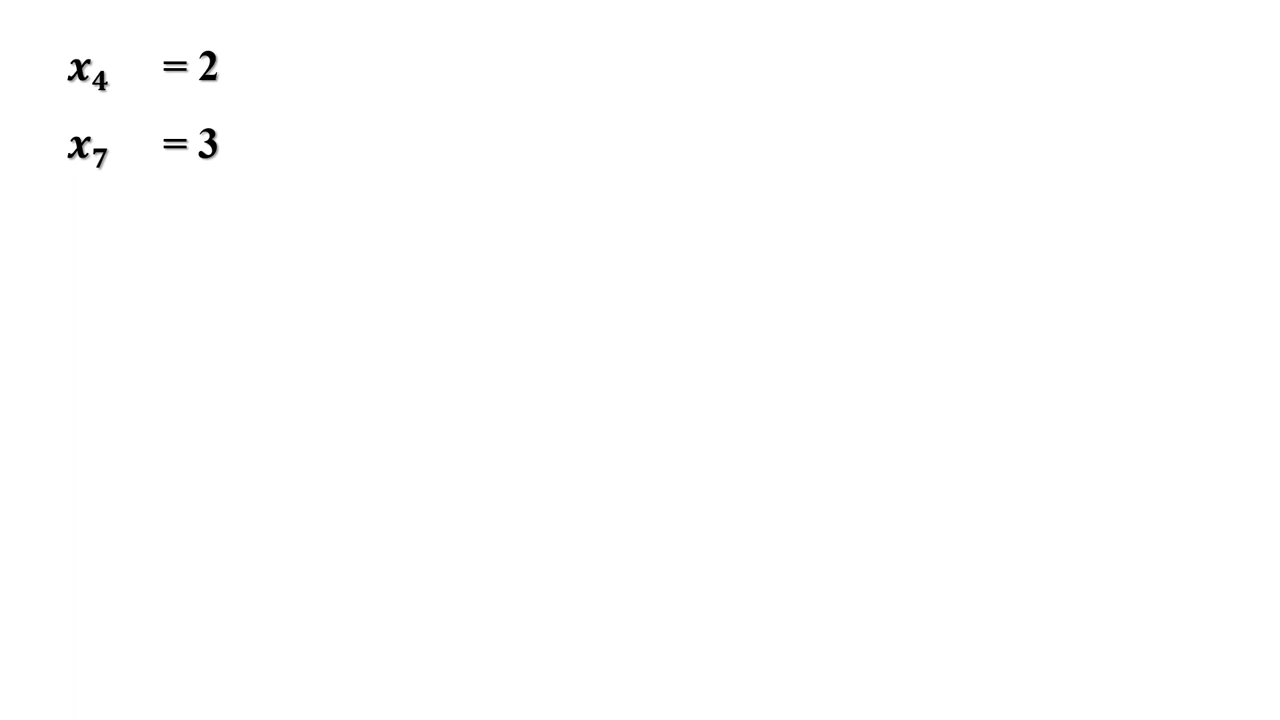 x₄ = 2
x₇ = 3